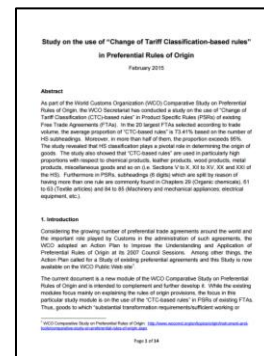 Study on the use of "Change of Tariff Classification-based rules"
in Preferential Rules of Origin
February 2015
Abstract
As part of the World Customs Organization (WCO) Comparative Study on Preferential
Rules of Origin, the WCO Secretariat has conducted a study on the use of "Change of
Tariff Classification (CTC)-based rules" in Product Specific Rules (PSRs) of existing
Free Trade Agreements (FTAs). In the 20 largest FTAs selected according to trade
volume, the average proportion of "CTC-based rules" is 73.41% based on the number of
HS subheadings. Moreover, in more than half of them, the proportion exceeds 95%.
The study revealed that HS classification plays a pivotal role in determining the origin of
goods. The study also showed that "CTC-based rules" are used in particularly high
proportions with respect to chemical products, leather products, wood products, metal
products, miscellaneous goods and so on (i.e. Sections V to X, XII to XV, XX and XXI of
the HS). Furthermore in PSRs, subheadings (6 digits) which are split by reason of
having more than one rule are commonly found in Chapters 29 (Organic chemicals), 61
to 63 (Textile articles) and 84 to 85 (Machinery and mechanical appliances, electrical
equipment, etc.).
1. Introduction
Considering the growing number of preferential trade agreements around the world and
the important role played by Customs in the administration of such agreements, the
WCO adopted an Action Plan to Improve the Understanding and Application of
Preferential Rules of Origin at its 2007 Council Sessions. Among other things, the
Action Plan called for a Study of existing preferential agreements and this Study is now
available on the WCO Public Web site¹.
The current document is a new module of the WCO Comparative Study on Preferential
Rules of Origin and is intended to complement and further develop it. While the existing
modules focus mainly on explaining the rules of origin provisions, the focus in this
particular study module is on the use of the "CTC-based rules" in PSRs of existing FTAs.
Thus, goods to which "substantial transformation requirements/sufficient working or
¹ WCO Comparative Study on Preferential Rules of Origin:
Page 1 of